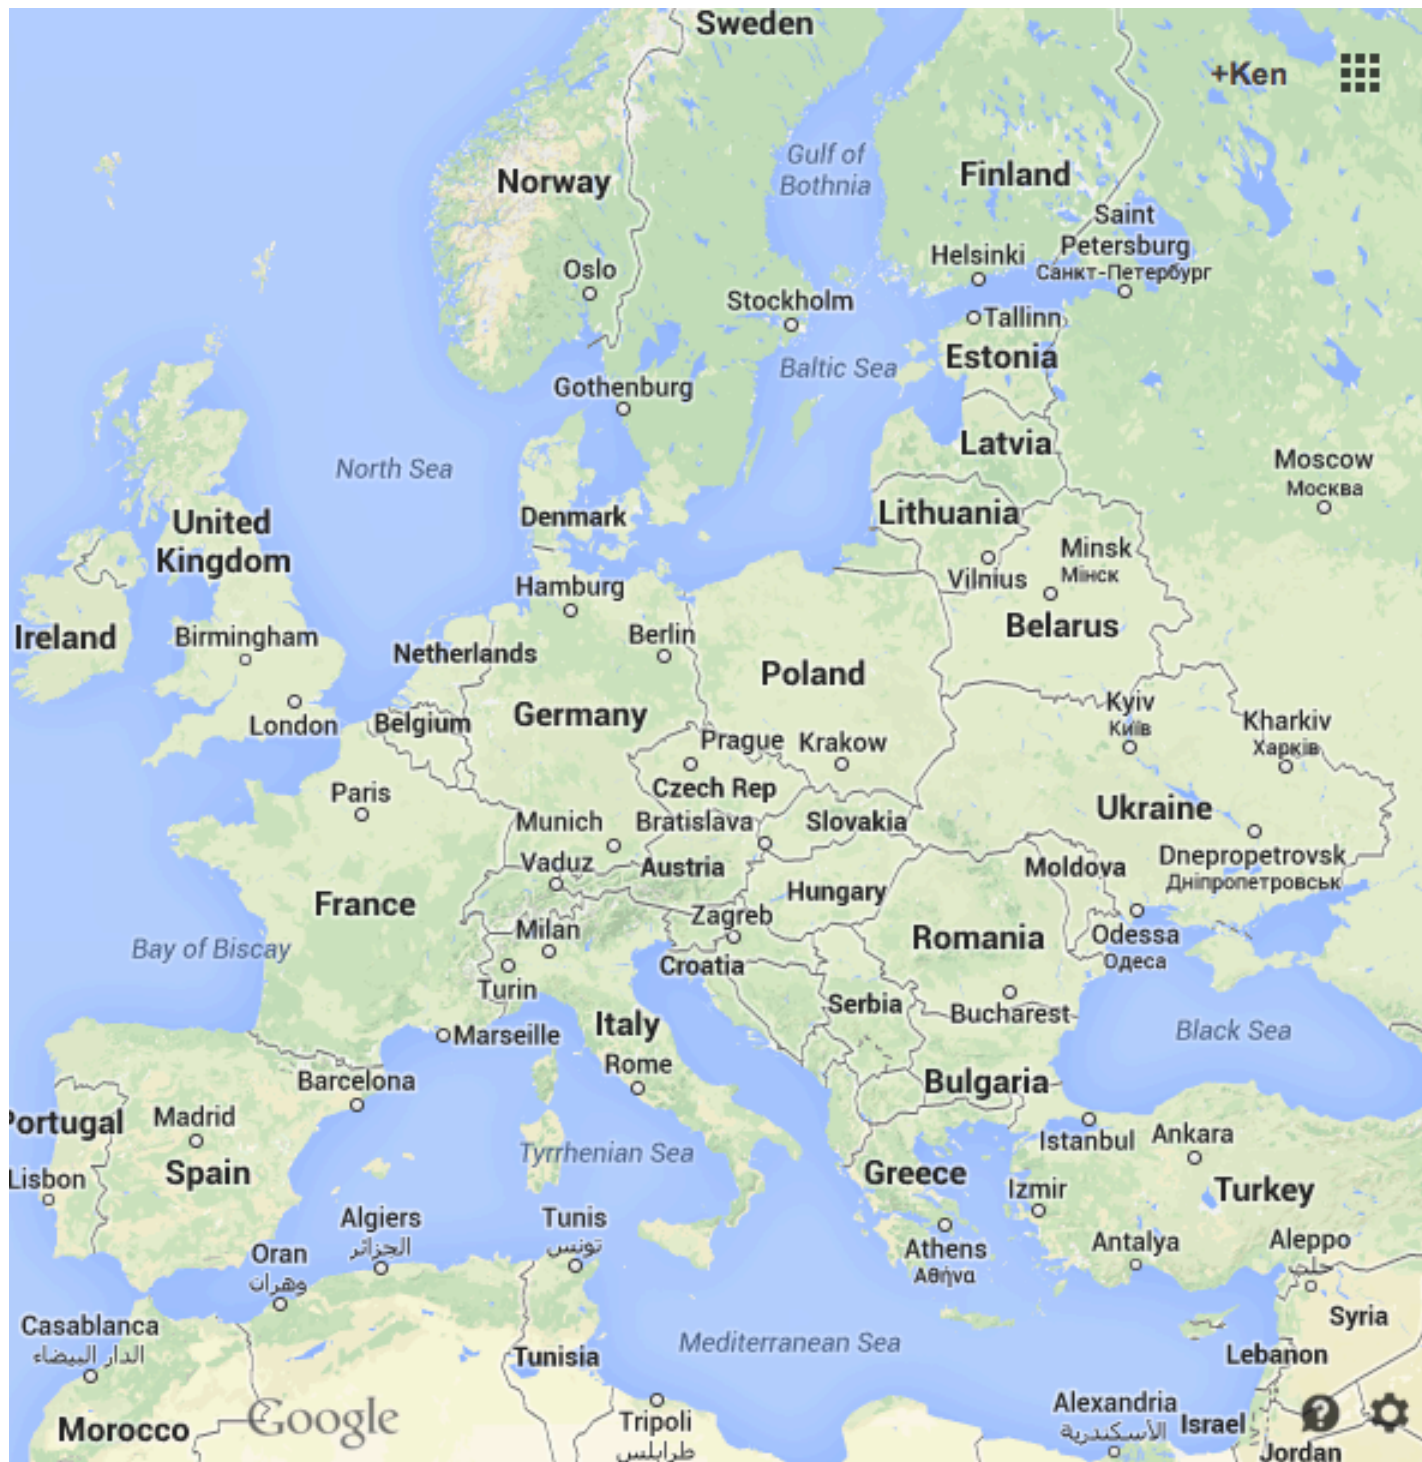 Sweden
+Ken
Gulf of
Bothnia
Norway
Finland
Saint
Petersburg
Санкт-Петербург
Helsinki
Oslo
Stockholm
Tallinn
Estonia
Baltic Sea
Gothenburg
Latvia
North Sea
Moscow
Москва
United
Kingdom
Denmark
Lithuania
Minsk
Мінск
Vilnius
Hamburg
Belarus
Ireland
Birmingham
Berlin
Netherlands
Poland
London
Belgium
Germany
Kyiv
Київ
Kharkiv
Харків
Prague
Krakow
Czech Rep
Paris
Ukraine
Munich
Bratislava
Slovakia
Vaduz
Austria
Moldova
Dnepropetrovsk
Дніпропетровськ
Hungary
France
Zagreb
Milan
Romania
Odessa
Одеса
Bay of Biscay
Croatia
Turin
Serbia
Bucharest
Italy
Marseille
Black Sea
Rome
Barcelona
Bulgaria
Portugal
Madrid
Istanbul
Ankara
Tyrrhenian Sea
Spain
Greece
Lisbon
Izmir
Turkey
Algiers
الجزائر
Tunis
تونس
Oran
وهران
Athens
Αθήνα
Antalya
Aleppo
حلب
Casablanca
الدار البيضاء
Syria
Mediterranean Sea
Tunisia
Lebanon
Google
Morocco
Tripoli
طرابلس
Alexandria
الأسكندرية
Israel
?
Jordan